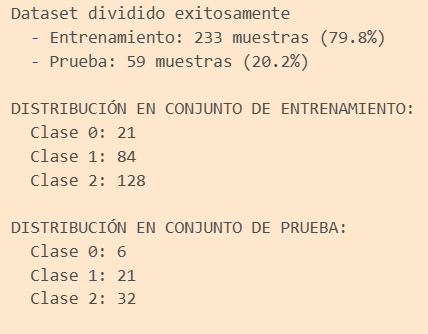 Dataset dividido exitosamente
- Entrenamiento: 233 muestras (79.8%)
- Prueba: 59 muestras (20.2%)
DISTRIBUCIÓN EN CONJUNTO DE ENTRENAMIENTO:
Clase 0: 21
Clase 1: 84
Clase 2: 128
DISTRIBUCIÓN EN CONJUNTO DE PRUEBA:
Clase 0: 6
Clase 1: 21
Clase 2: 32